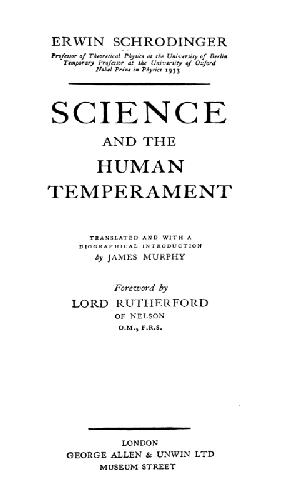 ERWIN SCHRODINGER
Professor of Theoretical Physics at the University of Berlin
Temporary Professor at the University of Oxford
Nobel Prize in Physics 1933
SCIENCE
AND THE
HUMAN
TEMPERAMENT
TRANSLATED AND WITH A
BIOGRAPHICAL INTRODUCTION
by JAMES MURPHY
Foreword by
LORD RUTHERFORD
OF NELSON
O.M., F.R.S.
LONDON
GEORGE ALLEN & UNWIN LTD
MUSEUM STREET